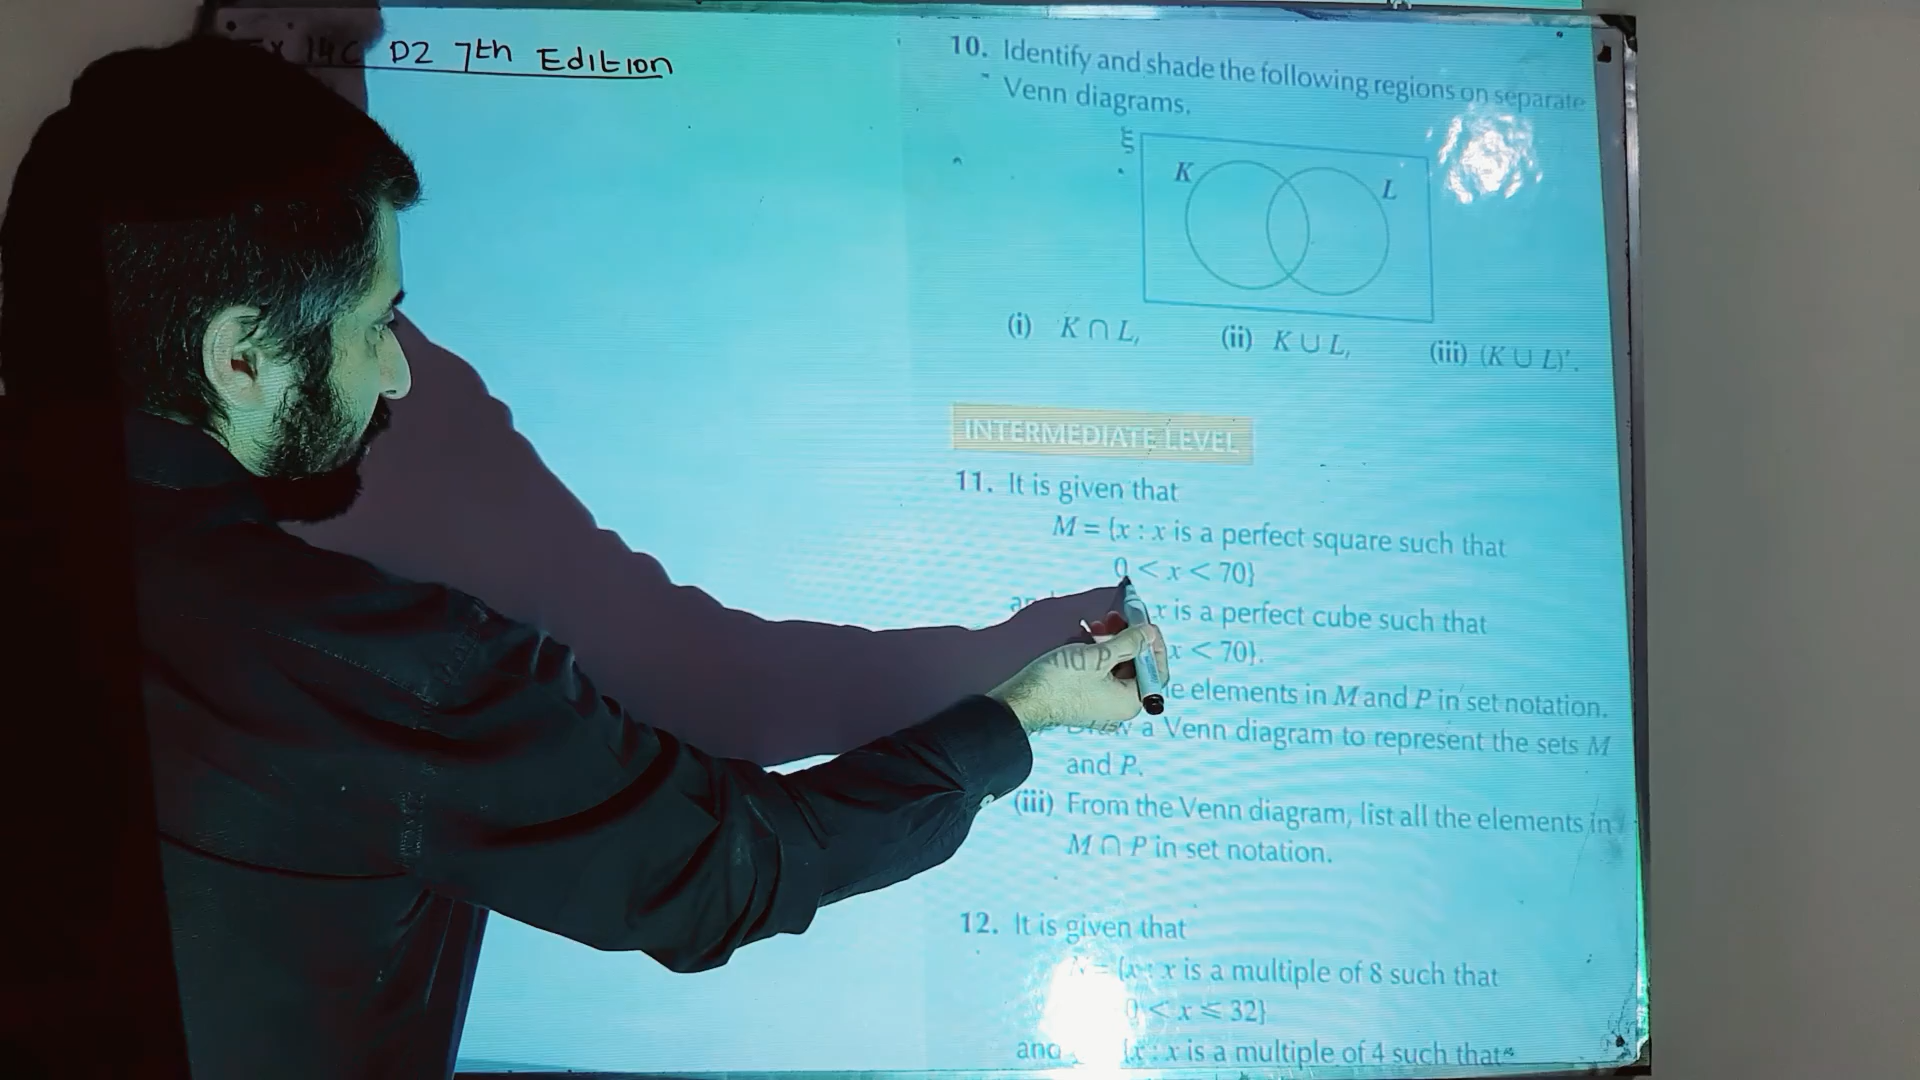 Ex 14C D2 7th Edition
10. Identify and shade the following regions on separate
Venn diagrams.
ξ
K
L
(i) K ∩ L, (ii) K ∪ L, (iii) (K ∪ L)'.
INTERMEDIATE LEVEL
11. It is given that
M = {x : x is a perfect square such that
0 < x < 70}
x is a perfect cube such that
and P x < 70}.
elements in M and P in set notation.
a Venn diagram to represent the sets M
and P.
(iii) From the Venn diagram, list all the elements in
M ∩ P in set notation.
12. It is given that
N = {x : x is a multiple of 8 such that
0 < x ⩽ 32}
and {x : x is a multiple of 4 such that